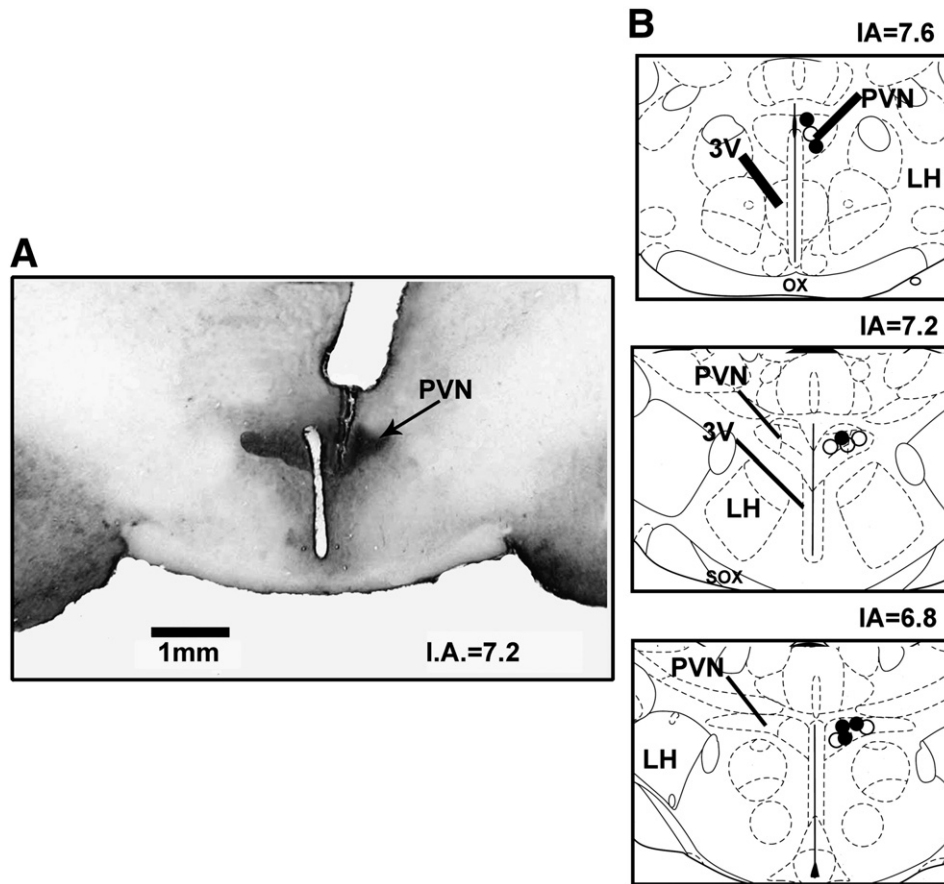 A
PVN
1mm
I.A.=7.2
B
IA=7.6
PVN
3V
LH
OX
IA=7.2
PVN
3V
LH
SOX
IA=6.8
PVN
LH